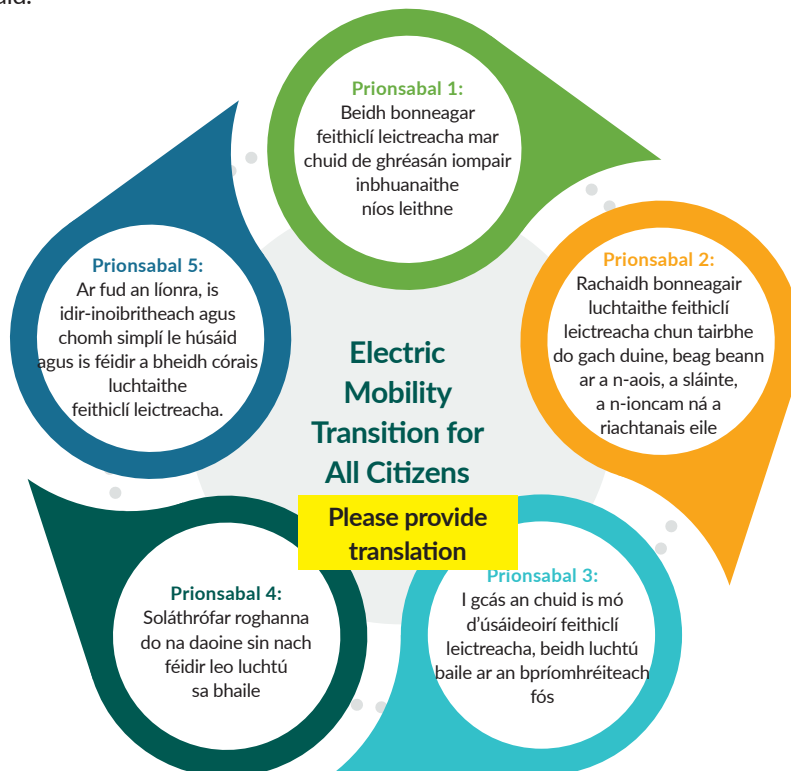 Prionsabal 1:
Beidh bonneagar
feithiclí leictreacha mar
chuid de ghréasán iompair
inbhuanaithe
níos leithne
Prionsabal 2:
Rachaidh bonneagair
luchtaithe feithiclí
leictreacha chun tairbhe
do gach duine, beag beann
ar a n-aois, a sláinte,
a n-ioncam ná a
riachtanais eile
Prionsabal 3:
I gcás an chuid is mó
d'úsáideoirí feithiclí
leictreacha, beidh luchtú
baile ar an bpríomhréiteach
fós
Prionsabal 4:
Soláthrófar roghanna
do na daoine sin nach
féidir leo luchtú
sa bhaile
Prionsabal 5:
Ar fud an líonra, is
idir-inoibritheach agus
chomh simplí le húsáid
agus is féidir a bheidh córais
luchtaithe
feithiclí leictreacha.
Electric
Mobility
Transition for
All Citizens
Please provide
translation